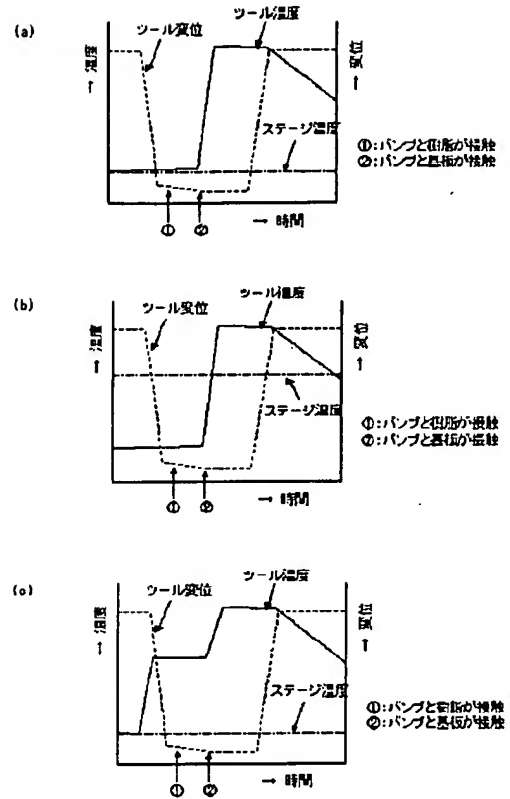 (a)
ツール温度
ツール変位
→ 温度
→ 変位
ステージ温度
①:バンプと樹脂が接触
②:バンプと基板が接触
① ② → 時間
(b)
ツール温度
ツール変位
→ 温度
→ 変位
ステージ温度
①:バンプと樹脂が接触
②:バンプと基板が接触
① ② → 時間
(c)
ツール温度
ツール変位
→ 温度
→ 変位
ステージ温度
①:バンプと樹脂が接触
②:バンプと基板が接触
① ② → 時間